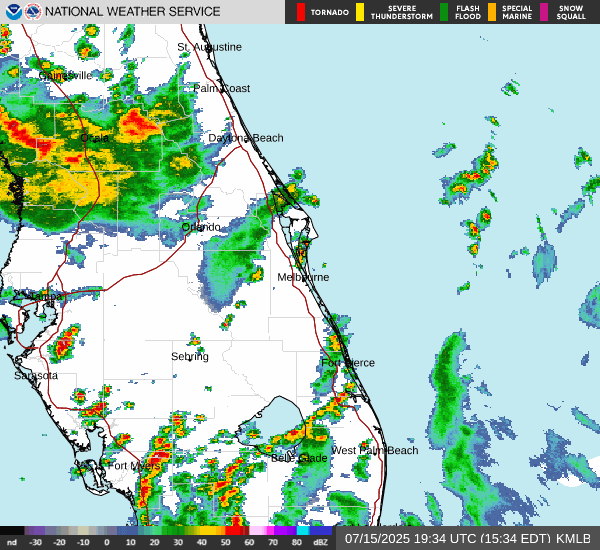 NATIONAL WEATHER SERVICE
TORNADO
SEVERE THUNDERSTORM
FLASH FLOOD
SPECIAL MARINE
SNOW SQUALL
St. Augustine
Gainesville
Palm Coast
Ocala
Daytona Beach
Orlando
Melbourne
Tampa
Sebring
Fort Pierce
Sarasota
West Palm Beach
Belle Glade
Fort Myers
nd -30 -20 -10 0 10 20 30 40 50 60 70 80 dBZ
07/15/2025 19:34 UTC (15:34 EDT) KMLB